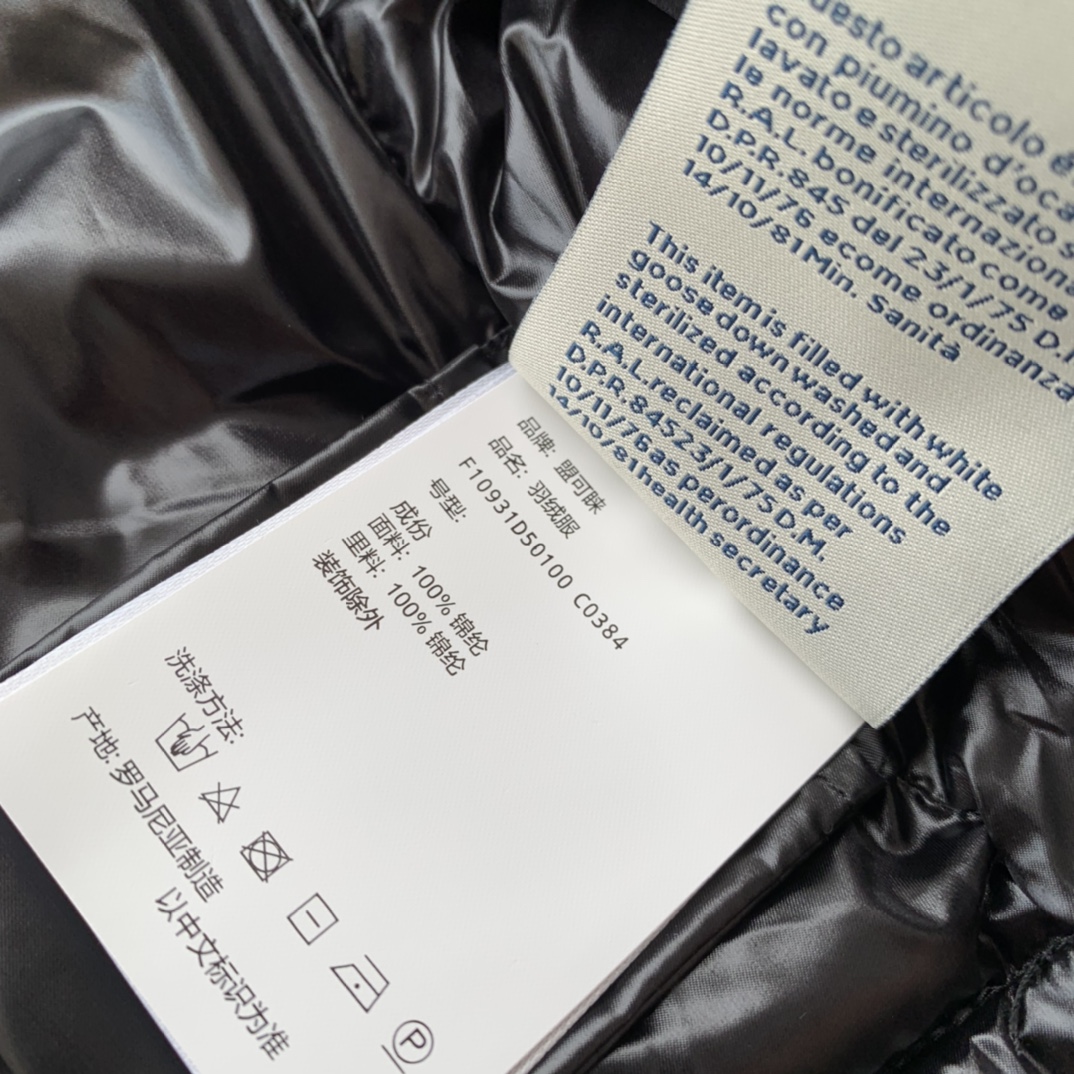 uesto articolo é
con piumino d'oca
lavato e sterilizzato s
le norme internazion
R.A.L. bonificato come
D.P.R. 845 del 23/1/75 D.
10/11/76 e come ordinanza
14/10/81 Min. Sanità
This item is filled with white
goose down washed and
sterilized according to the
international regulations
R.A.L. reclaimed as per
D.P.R. 845 23/1/75 D.M.
10/11/76 as per ordinance
14/10/81 health secretary
品牌: 盟可睐
品名: 羽绒服
F10931D50100 C0384
号型:
成份
面料: 100% 锦纶
里料: 100% 锦纶
装饰除外
洗涤方法:
P
产地: 罗马尼亚制造
以中文标识为准